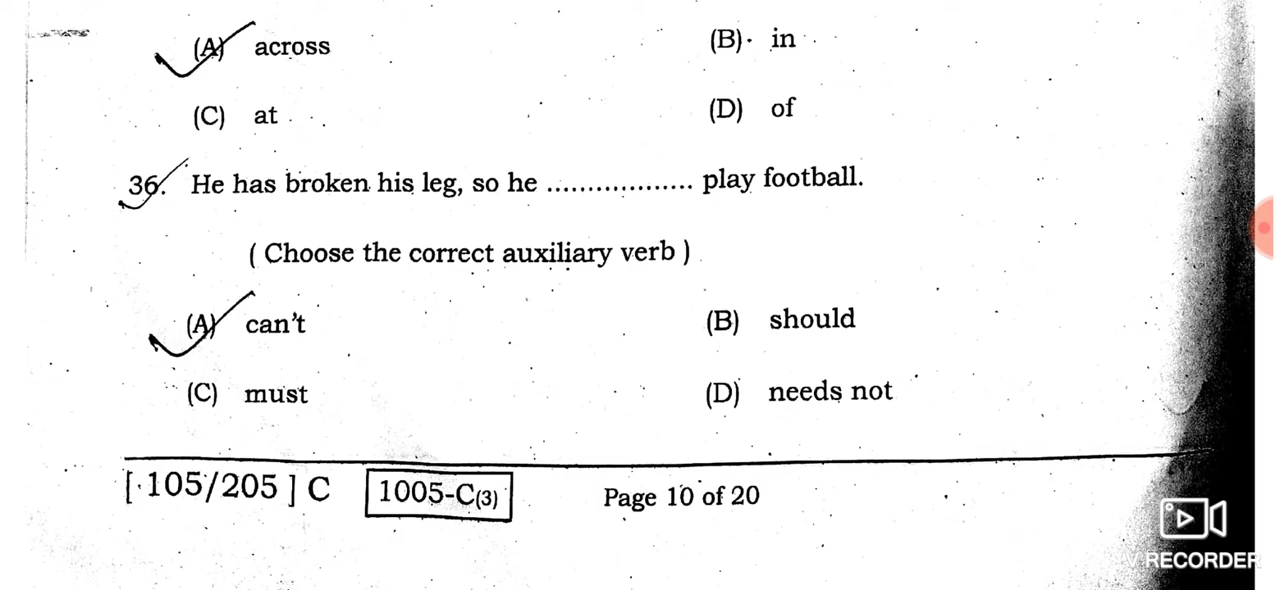 (A) across (B) in
(C) at (D) of
36. He has broken his leg, so he .................. play football.
( Choose the correct auxiliary verb )
(A) can't (B) should
(C) must (D) needs not
[ 105/205 ] C 1005-C(3) Page 10 of 20
V RECORDER